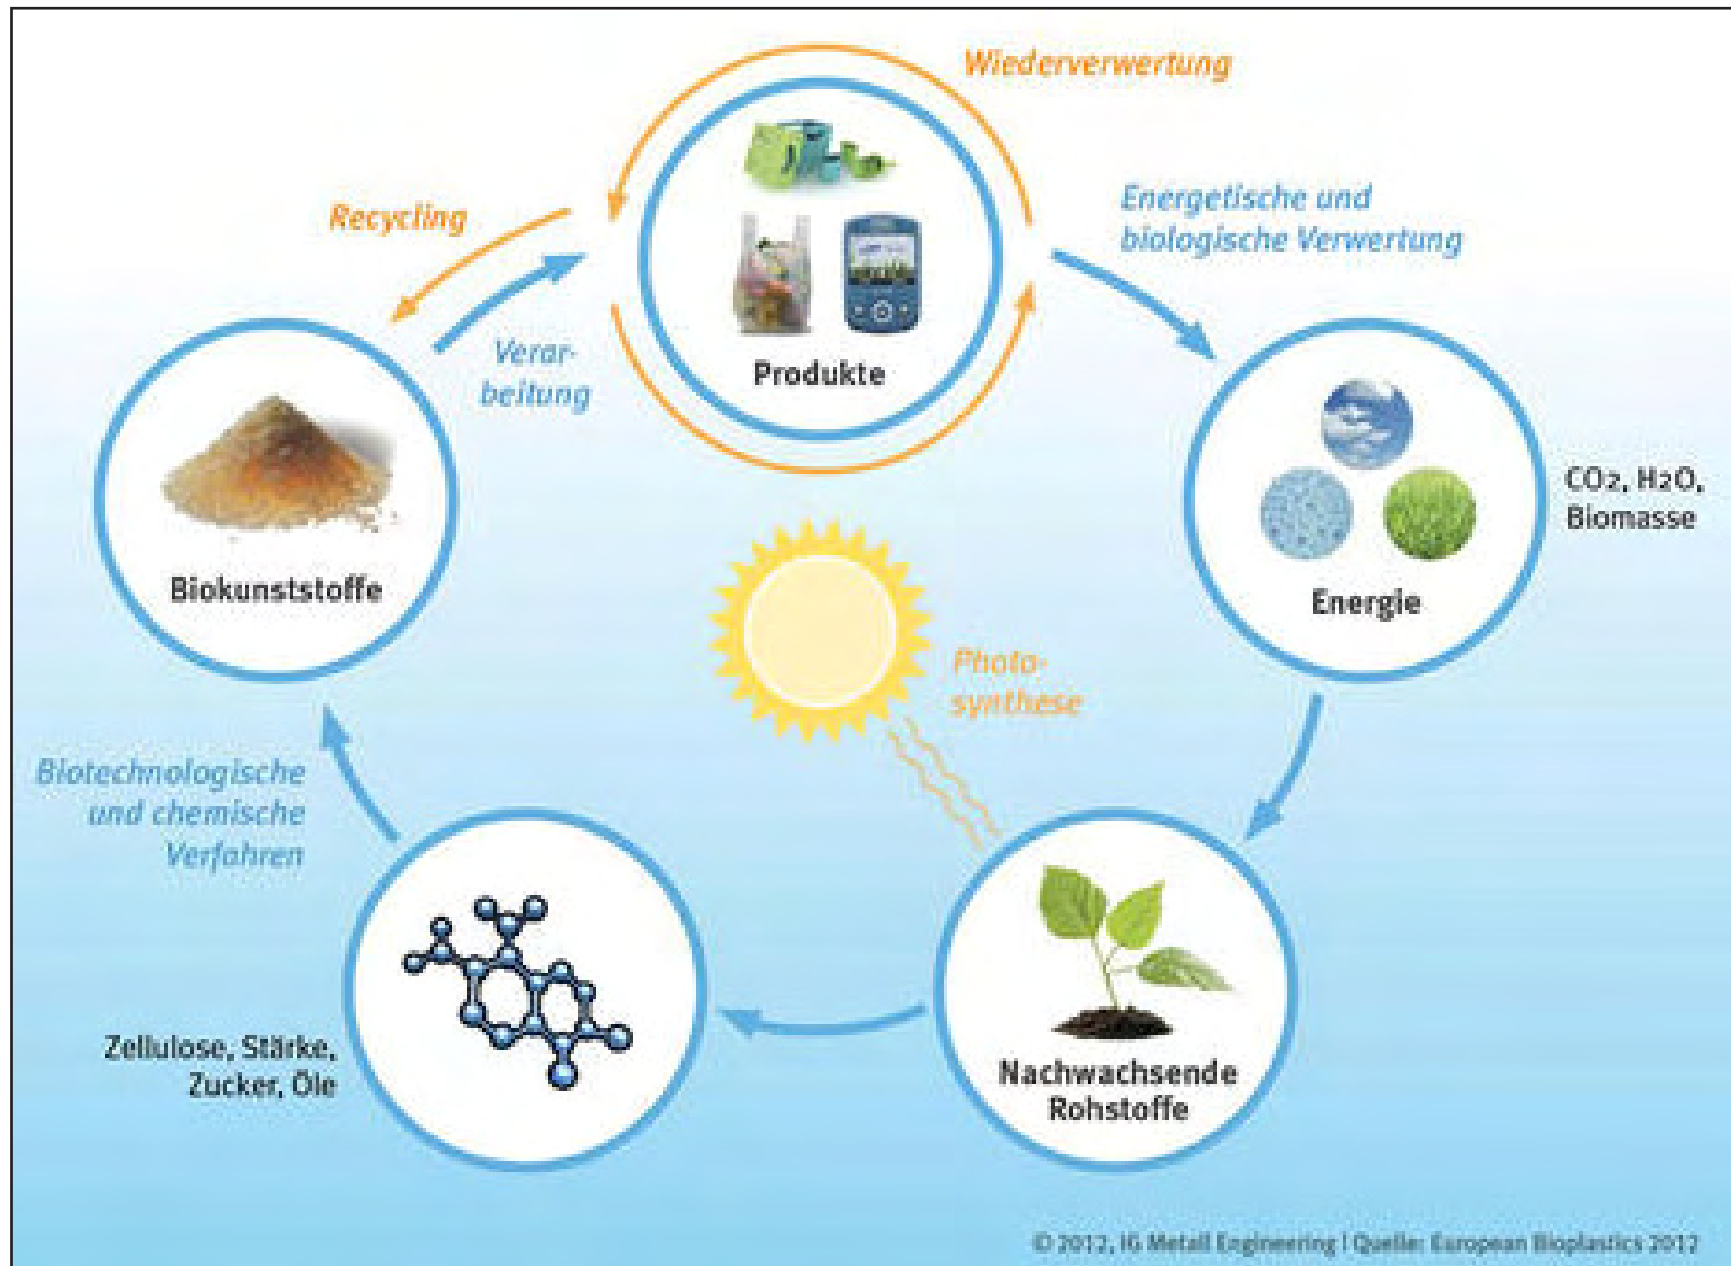 Wiederverwertung
Recycling
Energetische und
biologische Verwertung
Verar-
beitung
Produkte
Biokunststoffe
CO2, H2O,
Biomasse
Energie
Photo-
synthese
Biotechnologische
und chemische
Verfahren
Zellulose, Stärke,
Zucker, Öle
Nachwachsende
Rohstoffe
© 2012, IG Metall Engineering | Quelle: European Bioplastics 2012